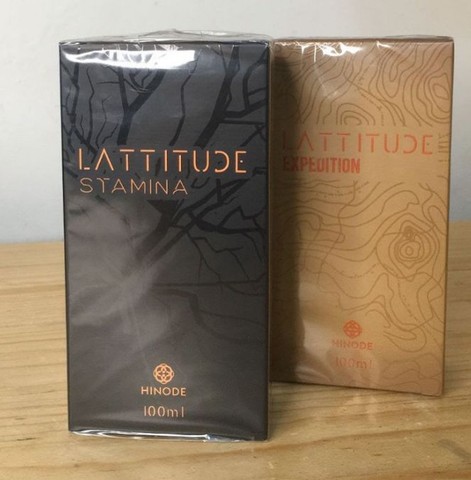 LATTITUDE
STAMINA
HINODE
100ml
LATTITUDE
EXPEDITION
HINODE
100ml